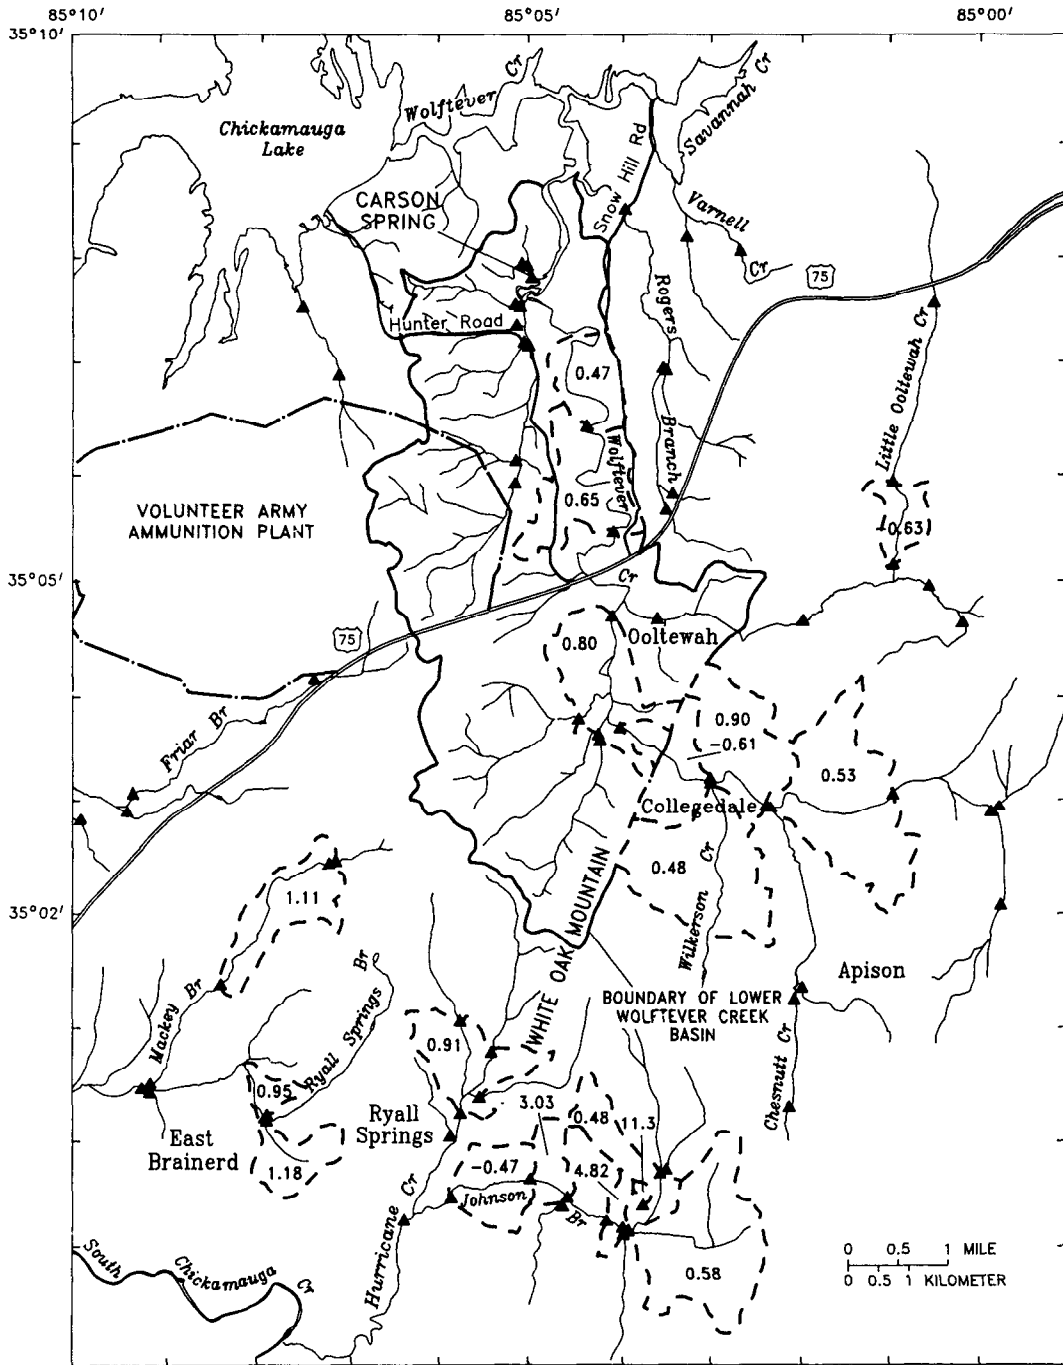 85°10' 85°05' 85°00'
35°10'
Wolftever Cr
Savannah Cr
Chickamauga
Lake
Snow Hill Rd
CARSON
SPRING
Varnell Cr
75
Hunter Road
Rogers Branch
Little Ooltewah Cr
0.47
Wolftever Cr
0.65
-0.63
VOLUNTEER ARMY
AMMUNITION PLANT
35°05'
75
0.80
Ooltewah
Friar Br
0.90
-0.61
0.53
Collegedale
0.48
Wilkerson Cr
1.11
35°02'
WHITE OAK MOUNTAIN
Apison
BOUNDARY OF LOWER
WOLFTEVER CREEK
BASIN
Mackey Br
Ryall Springs Br
0.91
Chesnutt Cr
0.95
3.03
0.48
11.3
Ryall
Springs
East
Brainerd
1.18
-0.47
4.82
Johnson Br
Hurricane Cr
0.58
South Chickamauga Cr
0 0.5 1 MILE
0 0.5 1 KILOMETER